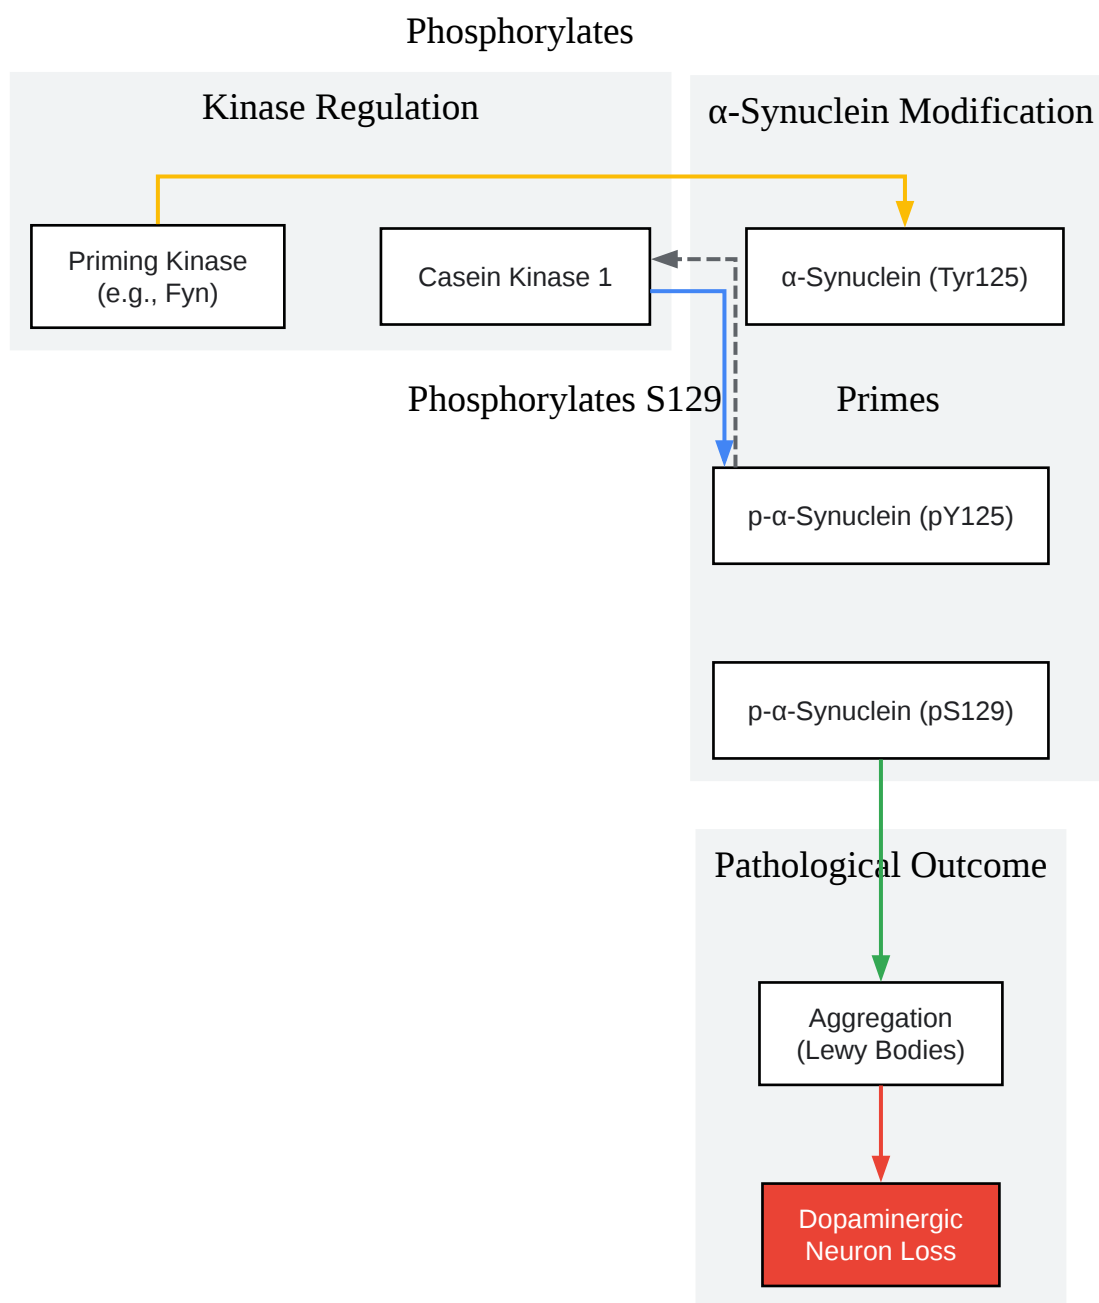 Phosphorylates
Kinase Regulation
α-Synuclein Modification
Priming Kinase
(e.g., Fyn)
Casein Kinase 1
α-Synuclein (Tyr125)
Phosphorylates S129
Primes
p-α-Synuclein (pY125)
p-α-Synuclein (pS129)
Pathological Outcome
Aggregation
(Lewy Bodies)
Dopaminergic
Neuron Loss